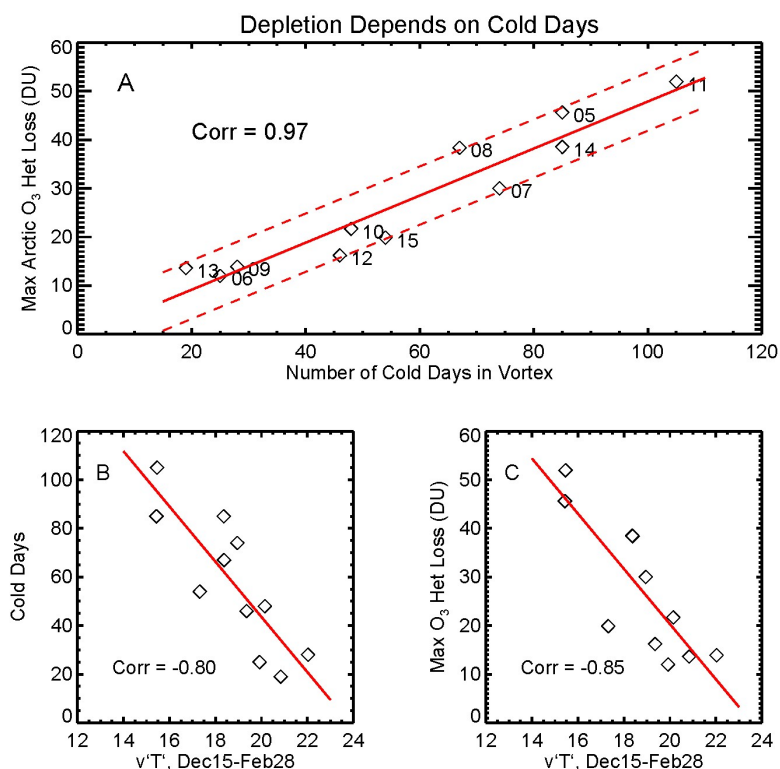 Depletion Depends on Cold Days
60
50
40
30
20
10
0
Max Arctic O3 Het Loss (DU)
A
Corr = 0.97
11
05
08
14
07
10
15
12
13
09
06
0 20 40 60 80 100 120
Number of Cold Days in Vortex
120
100
80
60
40
20
0
Cold Days
B
Corr = -0.80
12 14 16 18 20 22 24
v'T', Dec15-Feb28
60
50
40
30
20
10
0
Max O3 Het Loss (DU)
C
Corr = -0.85
12 14 16 18 20 22 24
v'T', Dec15-Feb28